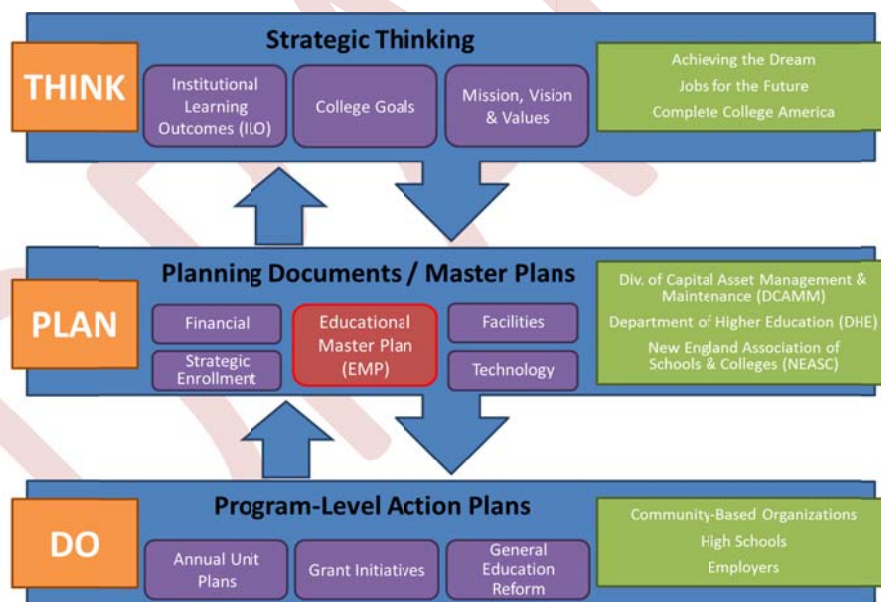 THINK
Strategic Thinking
Institutional
Learning
Outcomes (ILO)
College Goals
Mission, Vision
& Values
Achieving the Dream
Jobs for the Future
Complete College America
PLAN
Planning Documents / Master Plans
Financial
Strategic
Enrollment
Educational
Master Plan
(EMP)
Facilities
Technology
Div. of Capital Asset Management &
Maintenance (DCAMM)
Department of Higher Education (DHE)
New England Association of
Schools & Colleges (NEASC)
DO
Program-Level Action Plans
Annual Unit
Plans
Grant Initiatives
General
Education
Reform
Community-Based Organizations
High Schools
Employers